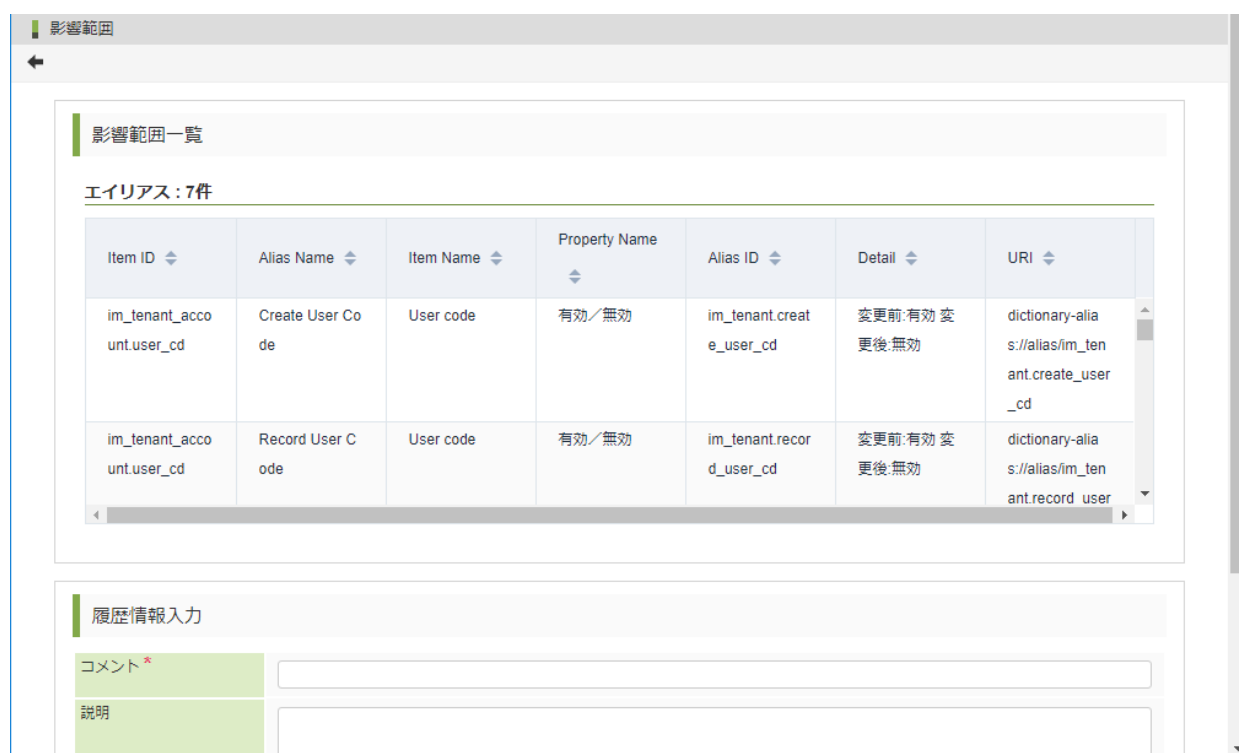 影響範囲
影響範囲一覧
エイリアス : 7件
Item ID
Alias Name
Item Name
Property Name
Alias ID
Detail
URI
im_tenant_acco
unt.user_cd
Create User Co
de
User code
有効／無効
im_tenant.creat
e_user_cd
変更前:有効 変
更後:無効
dictionary-alia
s://alias/im_ten
ant.create_user
_cd
im_tenant_acco
unt.user_cd
Record User C
ode
User code
有効／無効
im_tenant.recor
d_user_cd
変更前:有効 変
更後:無効
dictionary-alia
s://alias/im_ten
ant.record_user
履歴情報入力
コメント *
説明